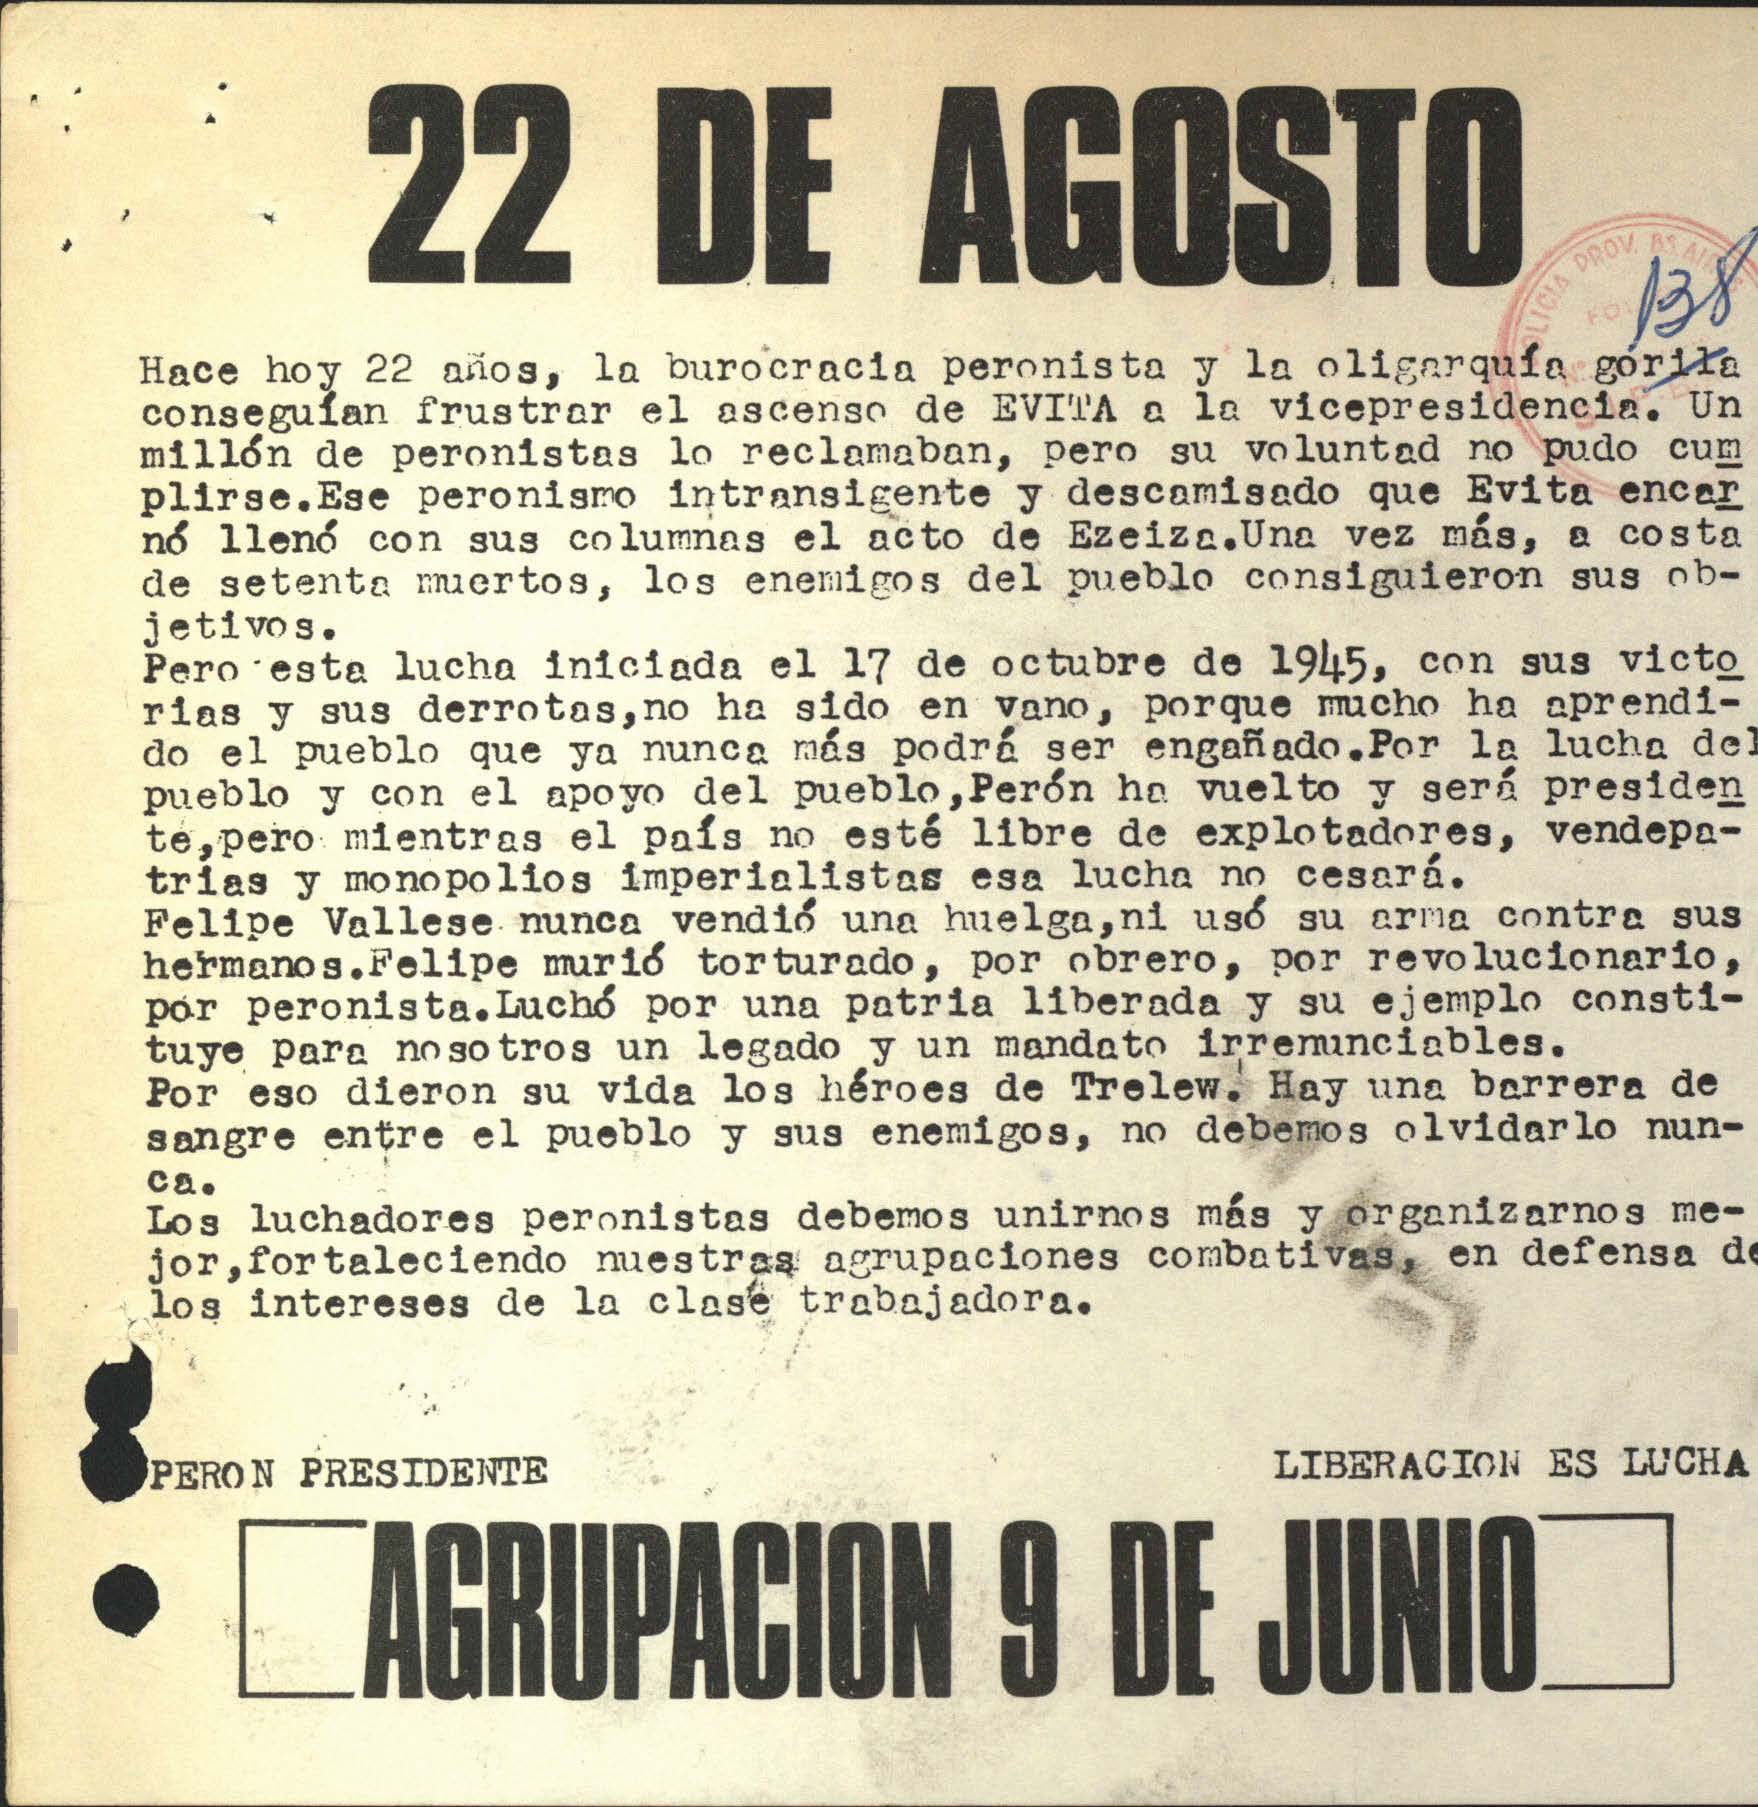 22 DE AGOSTO
POLICIA PROV. BS AIRES
138
Hace hoy 22 años, la burocracia peronista y la oligarquía gorila
conseguían frustrar el ascenso de EVITA a la vicepresidencia. Un
millón de peronistas lo reclamaban, pero su voluntad no pudo cum
plirse.Ese peronismo intransigente y descamisado que Evita encar
nó llenó con sus columnas el acto de Ezeiza.Una vez más, a costa
de setenta muertos, los enemigos del pueblo consiguieron sus ob-
jetivos.
Pero esta lucha iniciada el 17 de octubre de 1945, con sus victo
rias y sus derrotas,no ha sido en vano, porque mucho ha aprendi-
do el pueblo que ya nunca más podrá ser engañado.Por la lucha del
pueblo y con el apoyo del pueblo,Perón ha vuelto y será presiden
te,pero mientras el país no esté libre de explotadores, vendepa-
trias y monopolios imperialistas esa lucha no cesará.
Felipe Vallese nunca vendió una huelga,ni usó su arma contra sus
hermanos.Felipe murió torturado, por obrero, por revolucionario,
por peronista.Luchó por una patria liberada y su ejemplo consti-
tuye para nosotros un legado y un mandato irrenunciables.
Por eso dieron su vida los héroes de Trelew. Hay una barrera de
sangre entre el pueblo y sus enemigos, no debemos olvidarlo nun-
ca.
Los luchadores peronistas debemos unirnos más y organizarnos me-
jor,fortaleciendo nuestras agrupaciones combativas, en defensa de
los intereses de la clase trabajadora.
PERON PRESIDENTE LIBERACION ES LUCHA
AGRUPACION 9 DE JUNIO